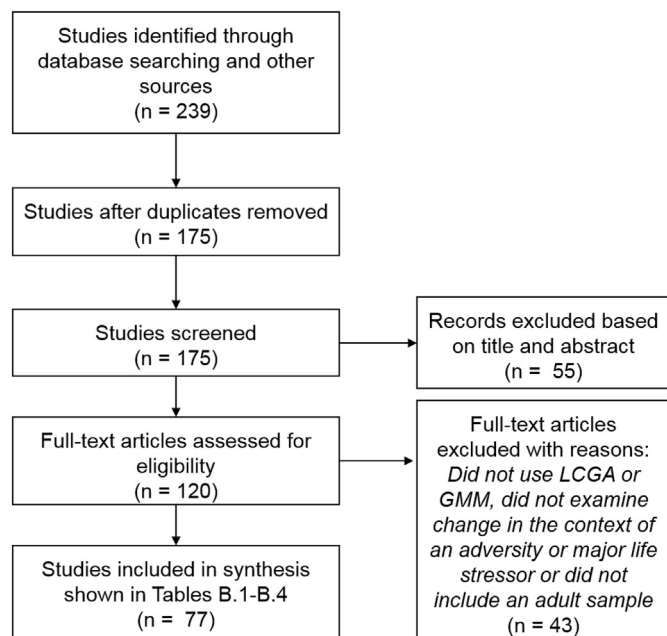 Studies identified through
database searching and other
sources
(n = 239)
Studies after duplicates removed
(n = 175)
Studies screened
(n = 175)
Records excluded based
on title and abstract
(n =  55)
Full-text articles assessed for
eligibility
(n = 120)
Full-text articles
excluded with reasons:
Did not use LCGA or
GMM, did not examine
change in the context of
an adversity or major life
stressor or did not
include an adult sample
(n = 43)
Studies included in synthesis
shown in Tables B.1-B.4
(n =  77)